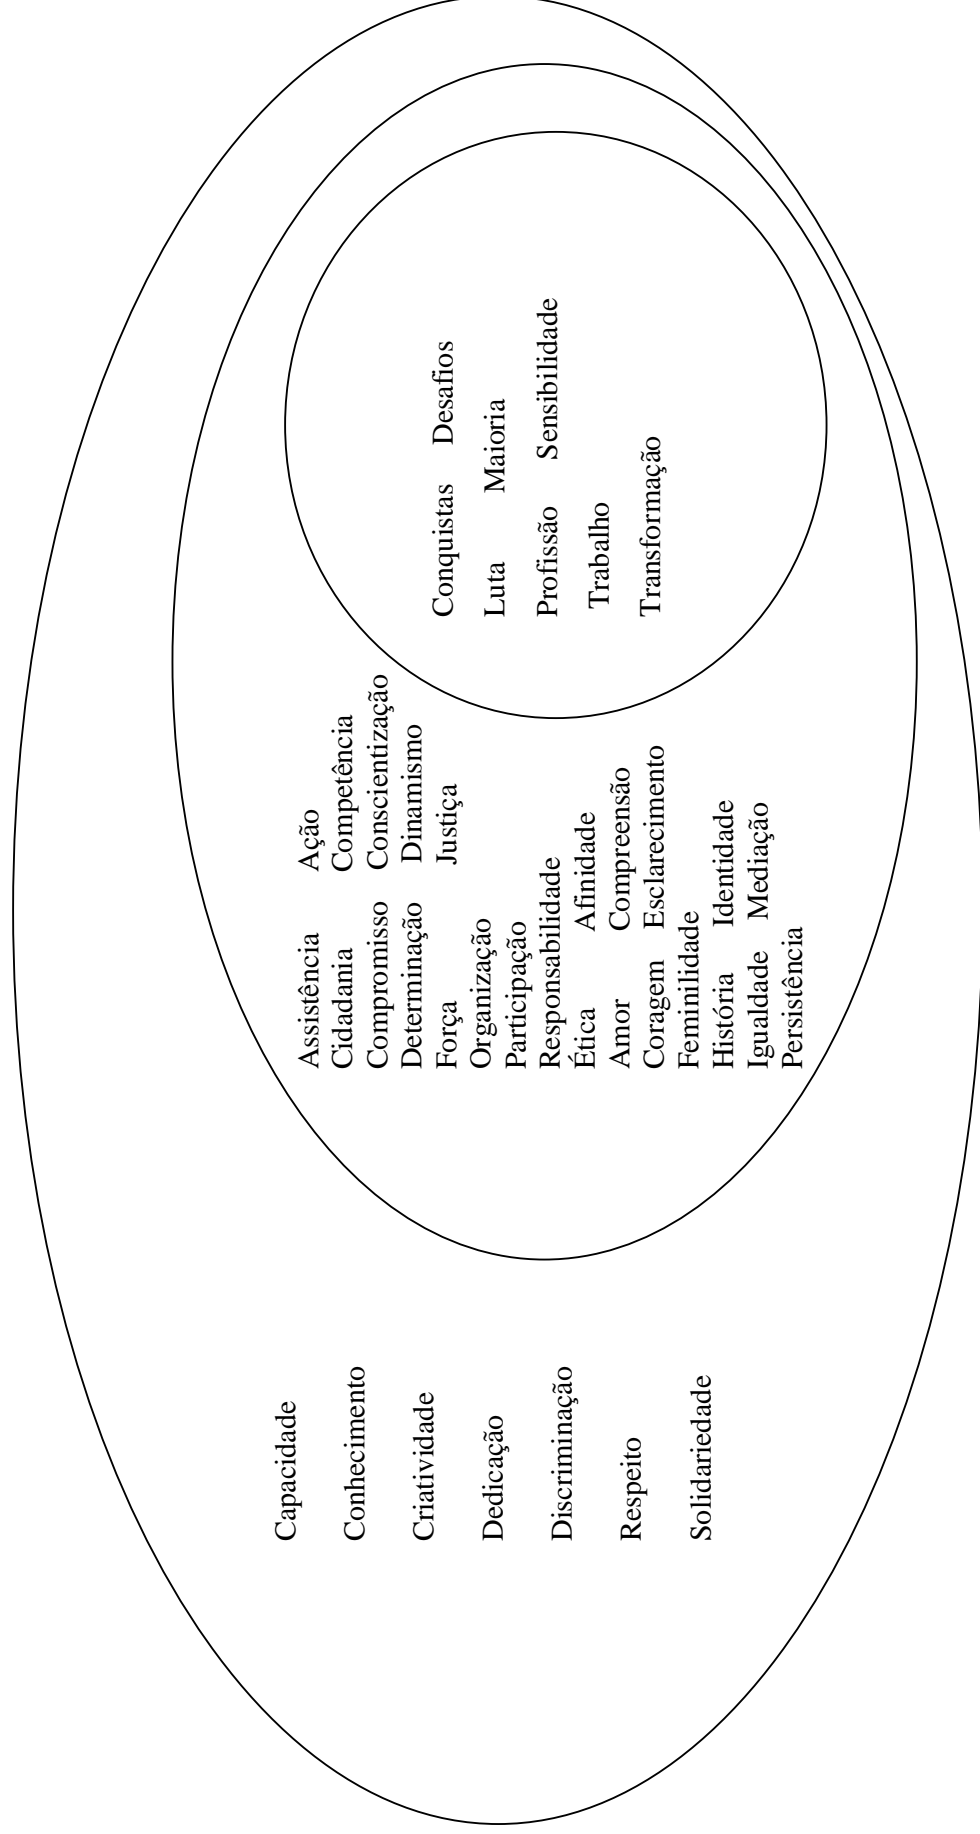 Capacidade
Conhecimento
Criatividade
Dedicação
Discriminação
Respeito
Solidariedade
Assistência Ação
Cidadania Competência
Compromisso Conscientização
Determinação Dinamismo
Força Justiça
Organização
Participação
Responsabilidade
Ética Afinidade
Amor Compreensão
Coragem Esclarecimento
Feminilidade
História Identidade
Igualdade Mediação
Persistência
Conquistas Desafios
Luta Maioria
Profissão Sensibilidade
Trabalho
Transformação